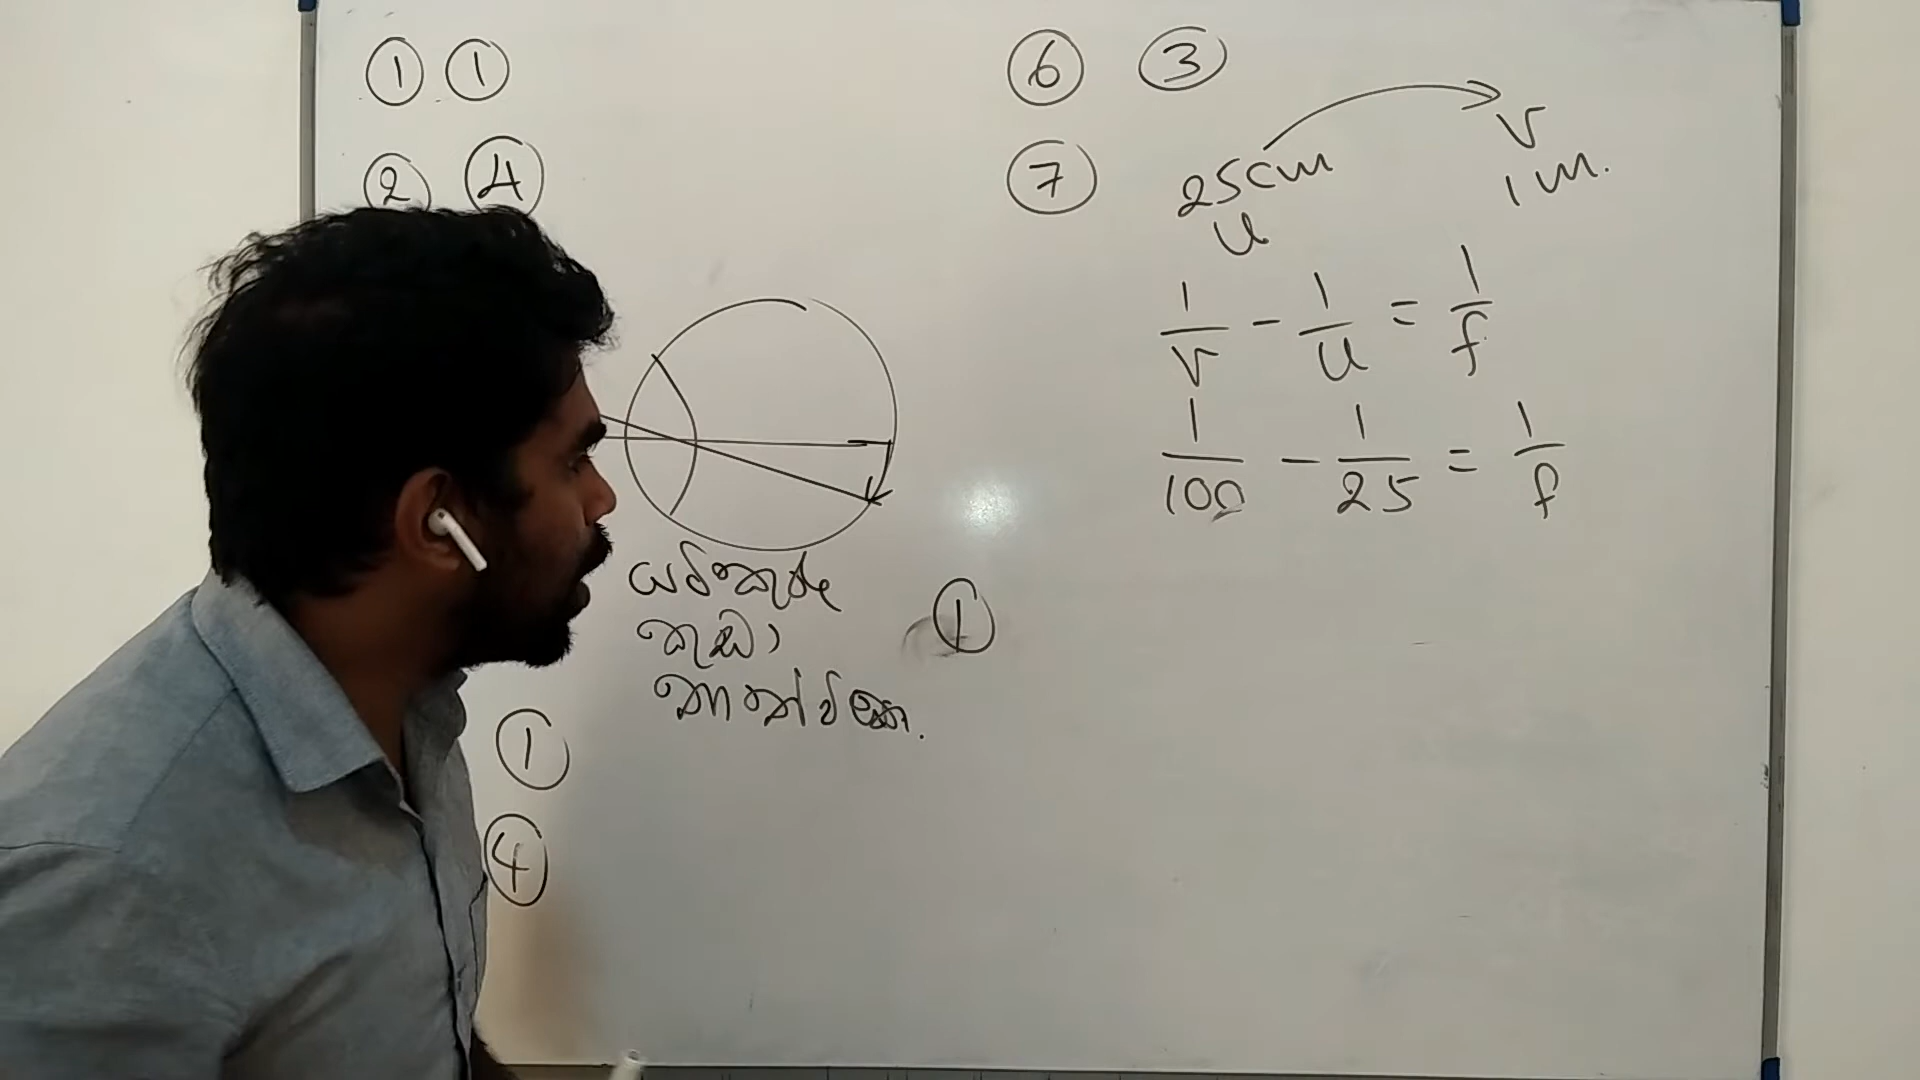 ① ①
② ④
①
④
යටිකුරු
කුඩා
තාත්වික.
①
⑥ ③
⑦ 25cm v
u 1m.
1/v - 1/u = 1/f
1/100 - 1/25 = 1/f